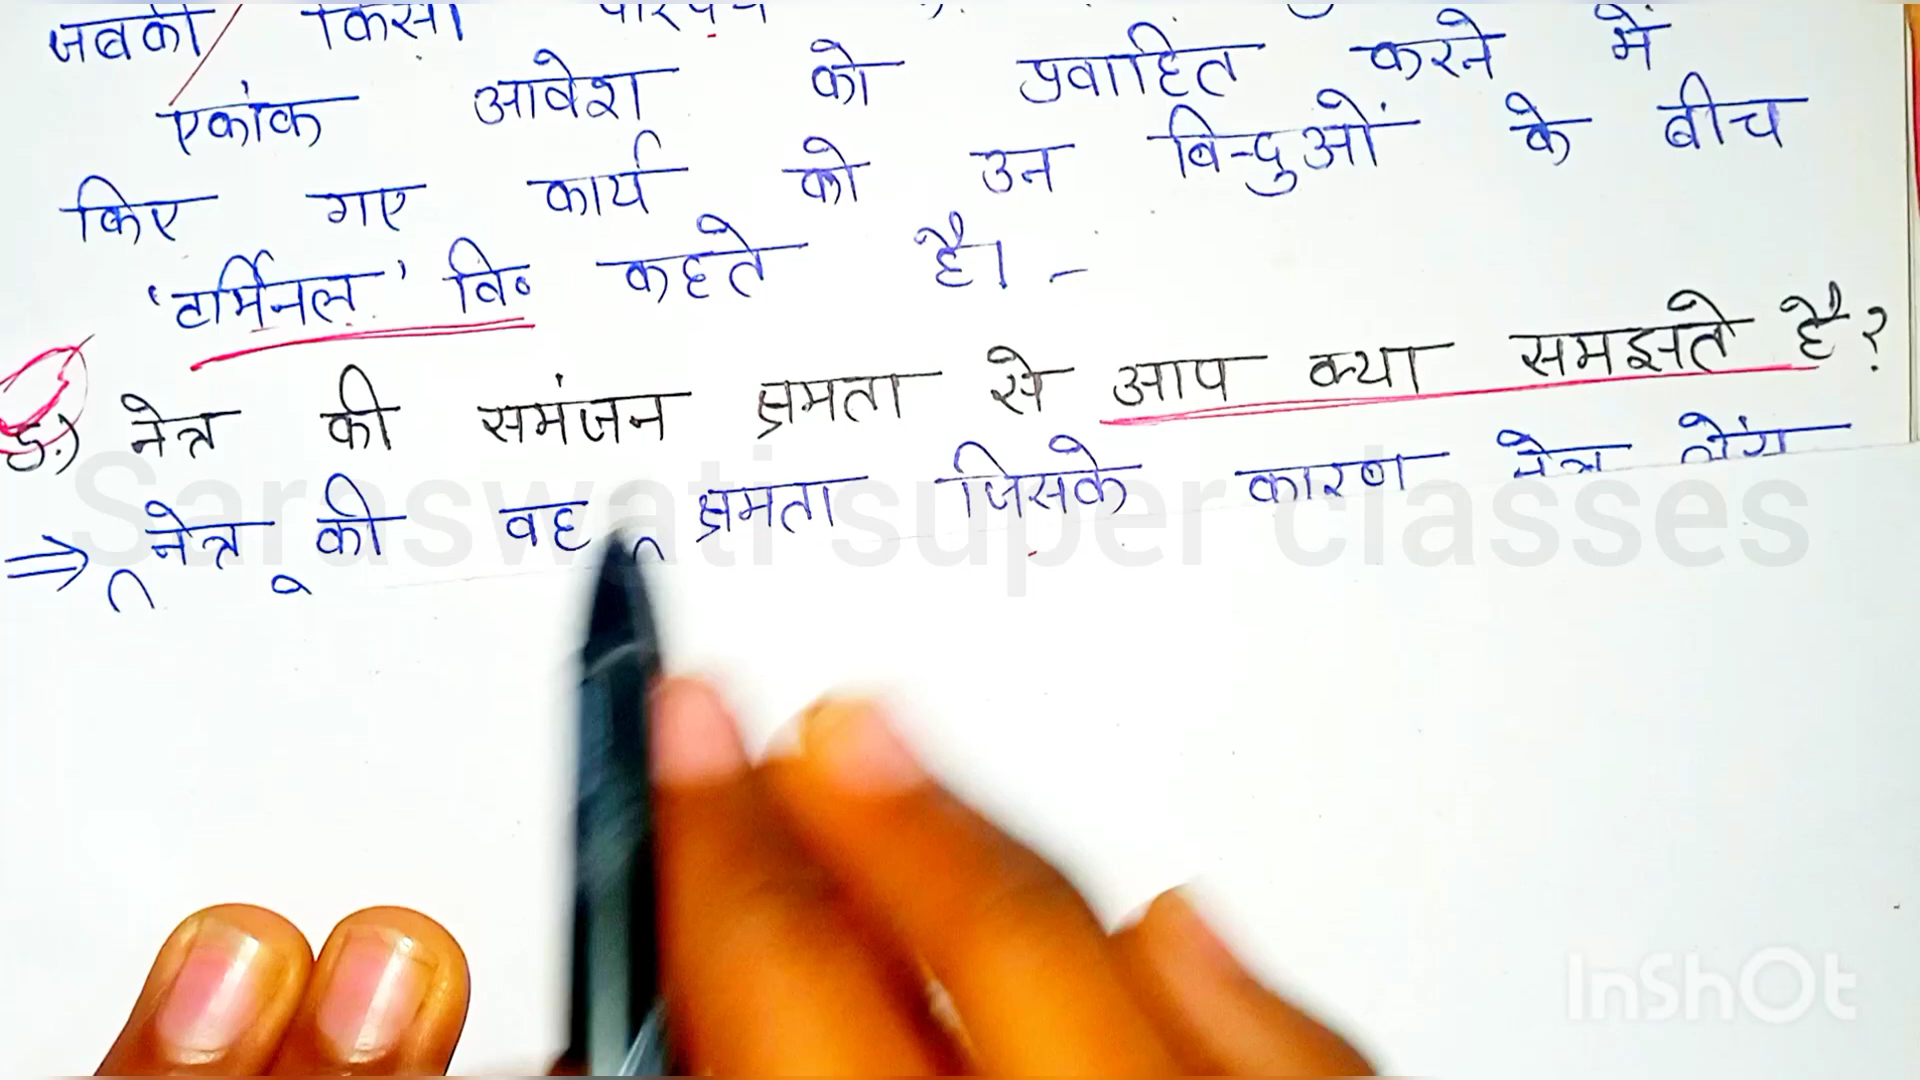 जबकी किसी
एकांक आवेश को प्रवाहित करने में
किए गए कार्य को उन बिन्दुओं के बीच
'टर्मिनल' वि॰ कहते है। -
5.) नेत्र की समंजन क्षमता से आप क्या समझते है?
⇒ नेत्र की वह क्षमता जिसके कारण नेत्र लेंस
Saraswati super classes
InShOt